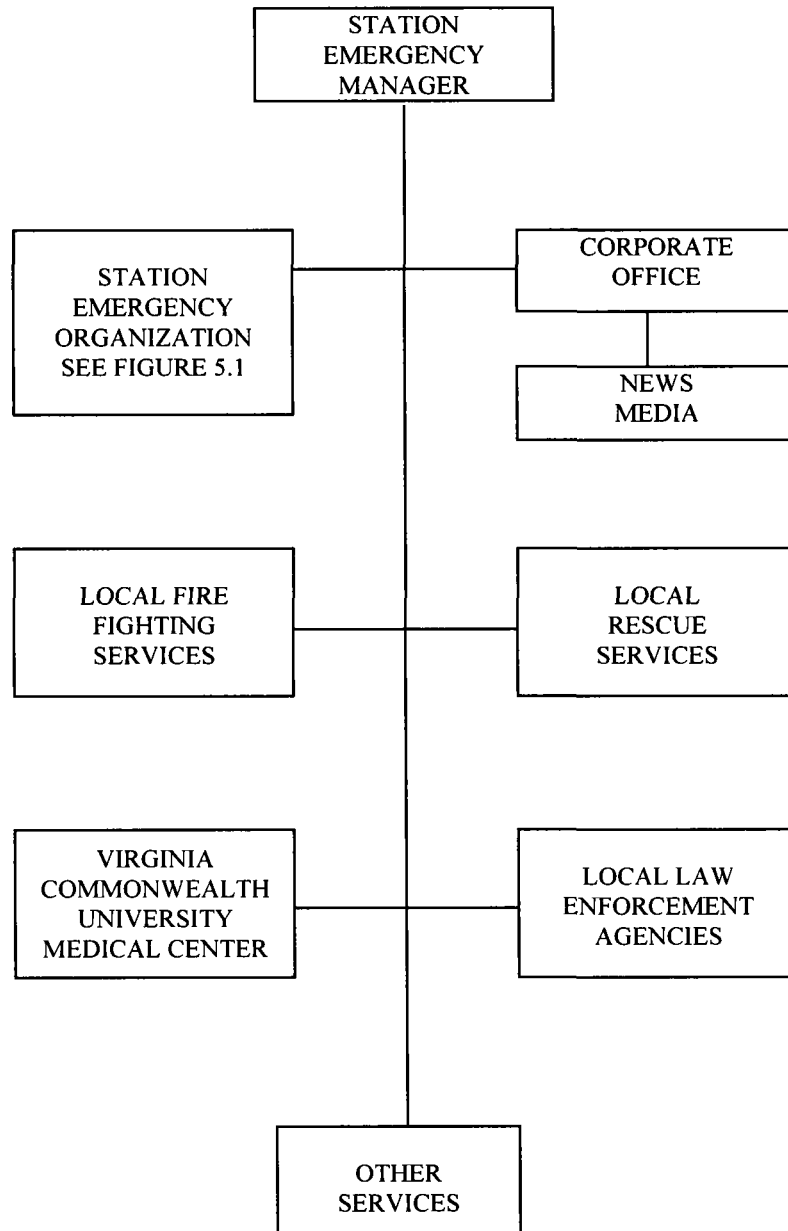 STATION
EMERGENCY
MANAGER
STATION
EMERGENCY
ORGANIZATION
SEE FIGURE 5.1
CORPORATE
OFFICE
NEWS
MEDIA
LOCAL FIRE
FIGHTING
SERVICES
LOCAL
RESCUE
SERVICES
VIRGINIA
COMMONWEALTH
UNIVERSITY
MEDICAL CENTER
LOCAL LAW
ENFORCEMENT
AGENCIES
OTHER
SERVICES